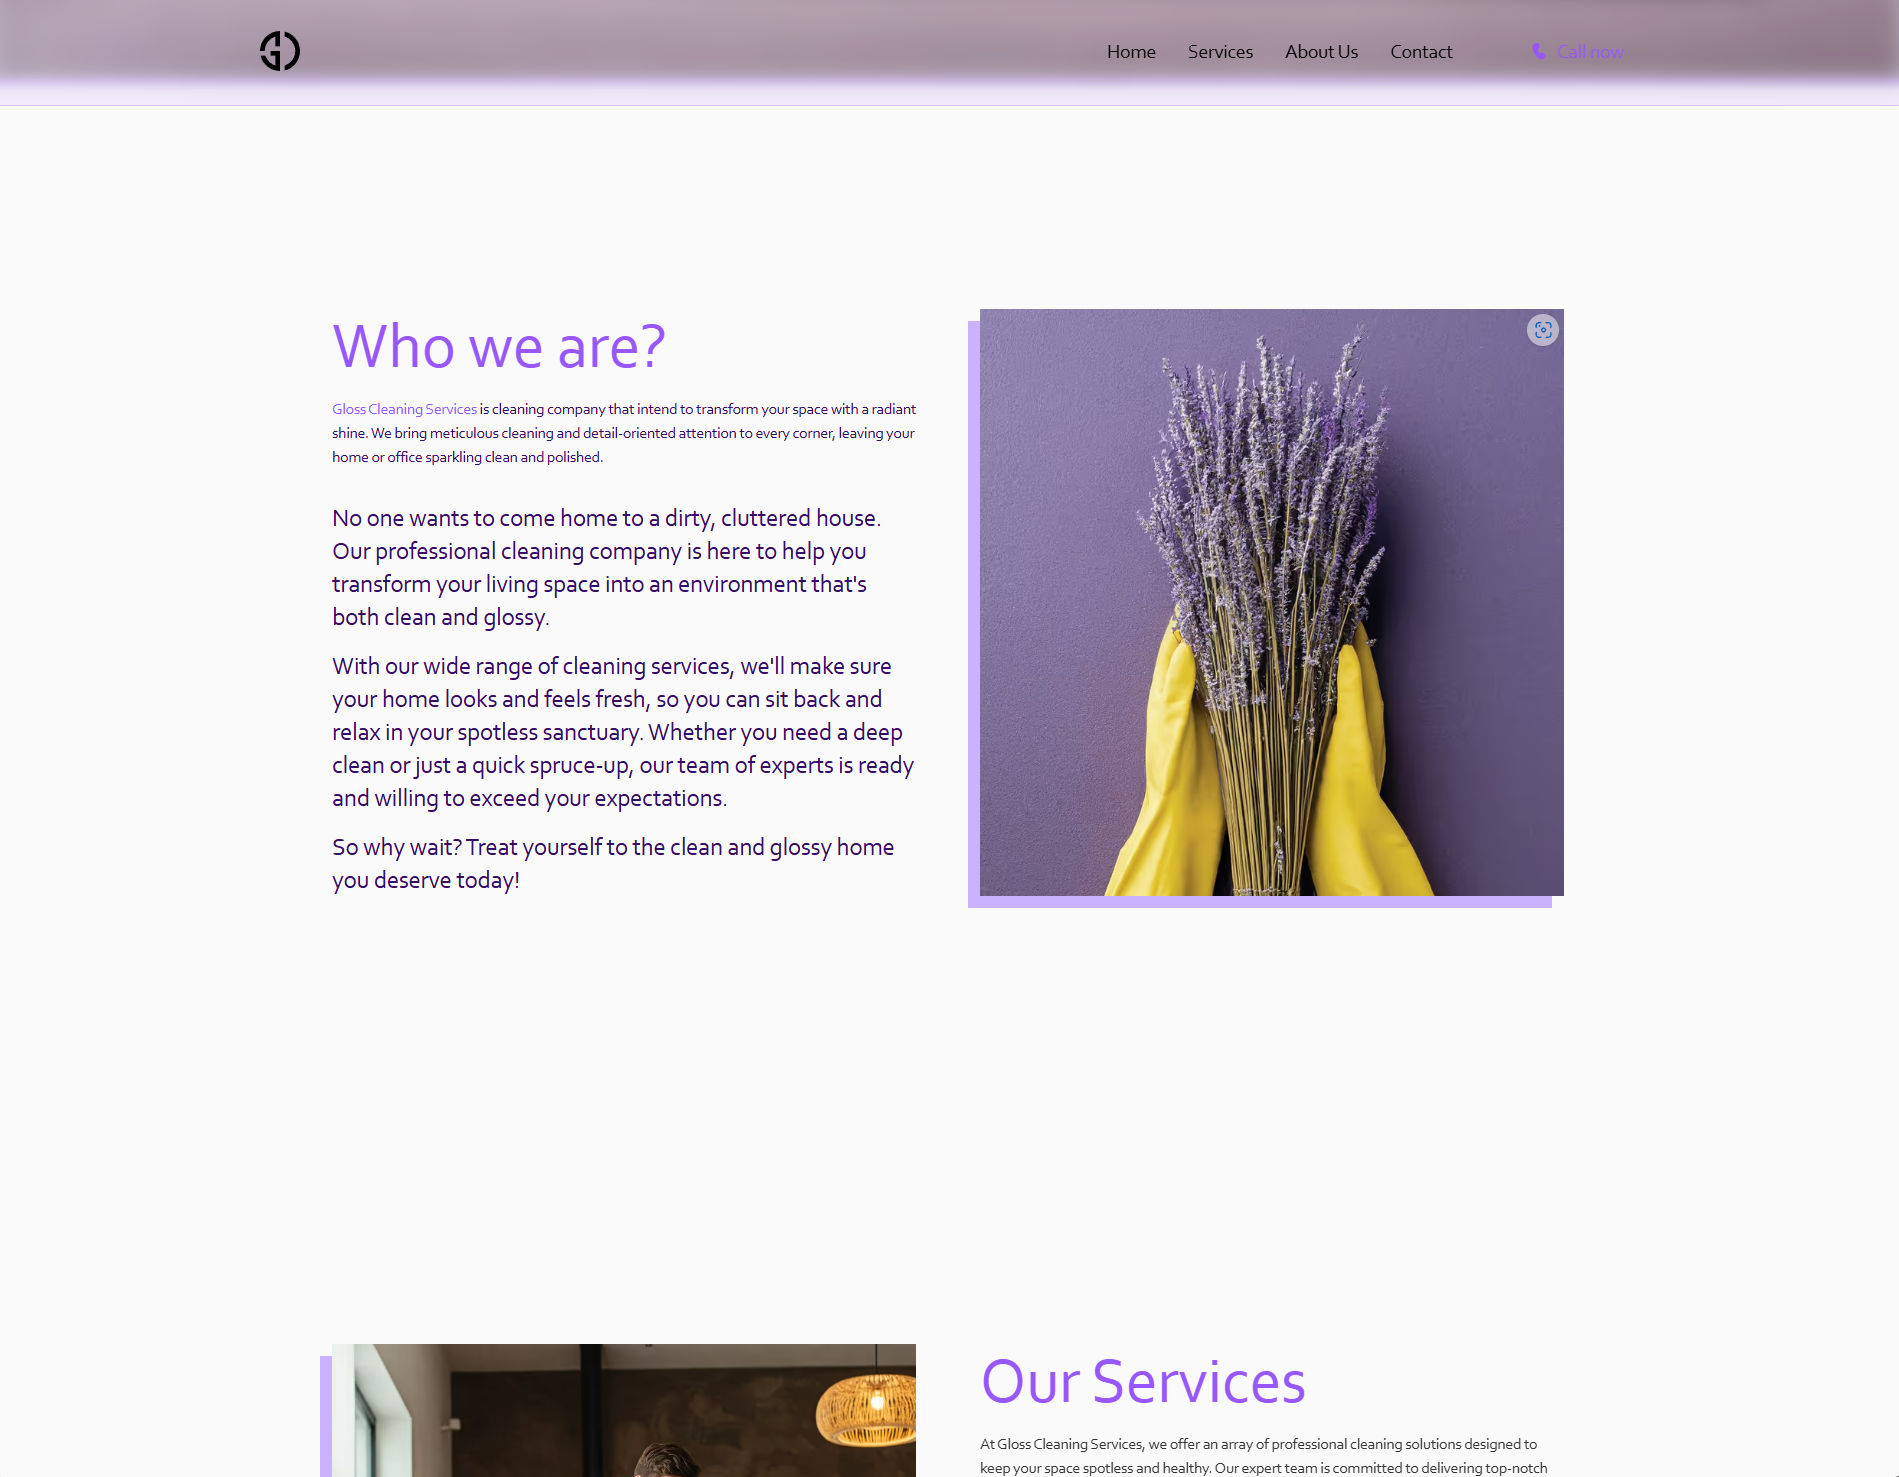 Home Services About Us Contact Call now
Who we are?
Gloss Cleaning Services is cleaning company that intend to transform your space with a radiant
shine. We bring meticulous cleaning and detail-oriented attention to every corner, leaving your
home or office sparkling clean and polished.
No one wants to come home to a dirty, cluttered house.
Our professional cleaning company is here to help you
transform your living space into an environment that's
both clean and glossy.
With our wide range of cleaning services, we'll make sure
your home looks and feels fresh, so you can sit back and
relax in your spotless sanctuary. Whether you need a deep
clean or just a quick spruce-up, our team of experts is ready
and willing to exceed your expectations.
So why wait? Treat yourself to the clean and glossy home
you deserve today!
Our Services
At Gloss Cleaning Services, we offer an array of professional cleaning solutions designed to
keep your space spotless and healthy. Our expert team is committed to delivering top-notch